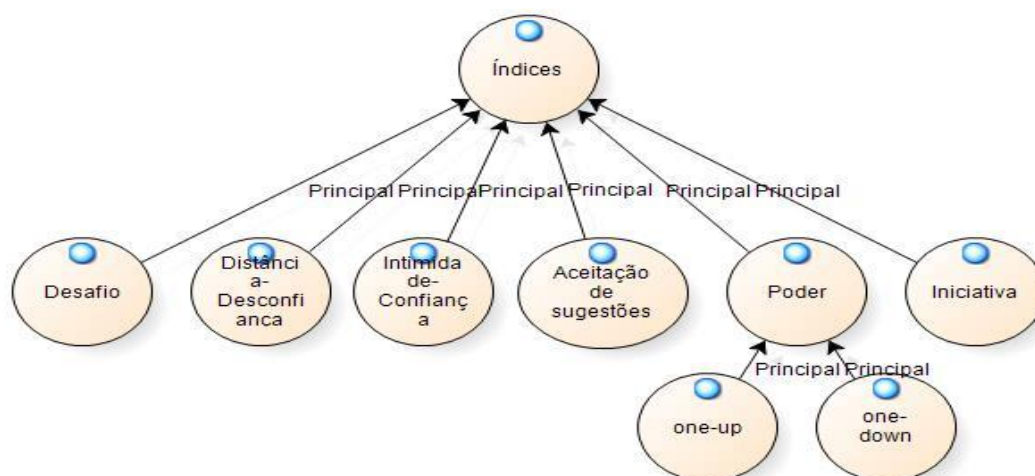 Índices
Principal Principal Principal Principal Principal Principal
Desafio
Distânci
a-
Desconfi
anca
Intimida
de-
Confianç
a
Aceitação
de
sugestões
Poder
Iniciativa
Principal Principal
one-up
one-
down